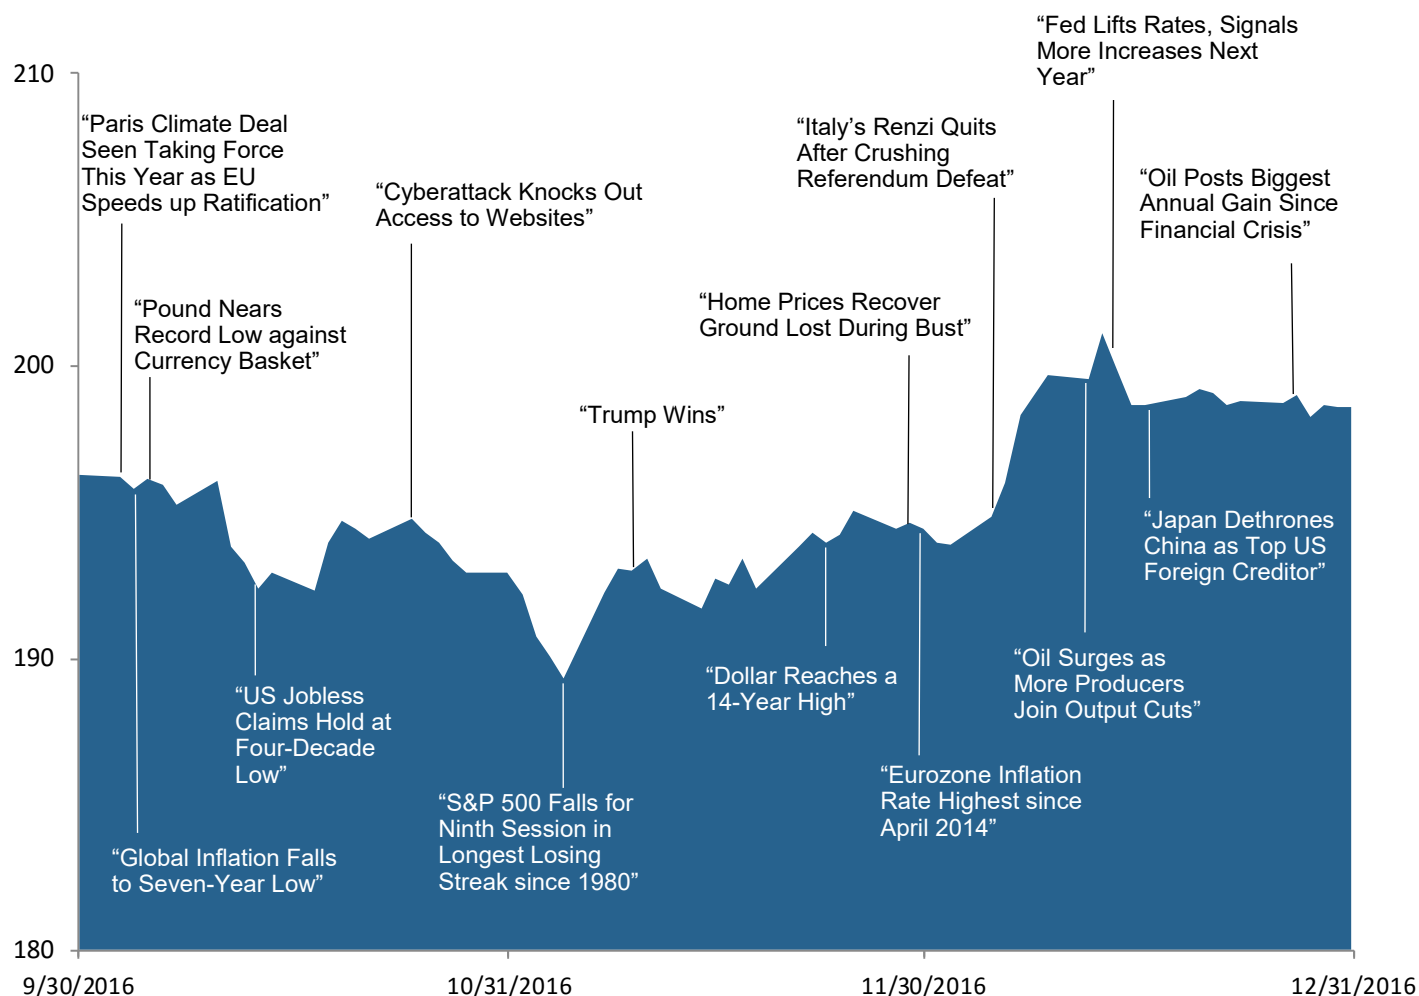 “Fed Lifts Rates, Signals
More Increases Next
Year”
210
“Paris Climate Deal
Seen Taking Force
This Year as EU
Speeds up Ratification”
“Italy’s Renzi Quits
After Crushing
Referendum Defeat”
“Cyberattack Knocks Out
Access to Websites”
“Oil Posts Biggest
Annual Gain Since
Financial Crisis”
“Pound Nears
Record Low against
Currency Basket”
“Home Prices Recover
Ground Lost During Bust”
200
“Trump Wins”
“Japan Dethrones
China as Top US
Foreign Creditor”
190
“US Jobless
Claims Hold at
Four-Decade
Low”
“Dollar Reaches a
14-Year High”
“Oil Surges as
More Producers
Join Output Cuts”
“Eurozone Inflation
Rate Highest since
April 2014”
“S&P 500 Falls for
Ninth Session in
Longest Losing
Streak since 1980”
“Global Inflation Falls
to Seven-Year Low”
180
9/30/2016
10/31/2016
11/30/2016
12/31/2016